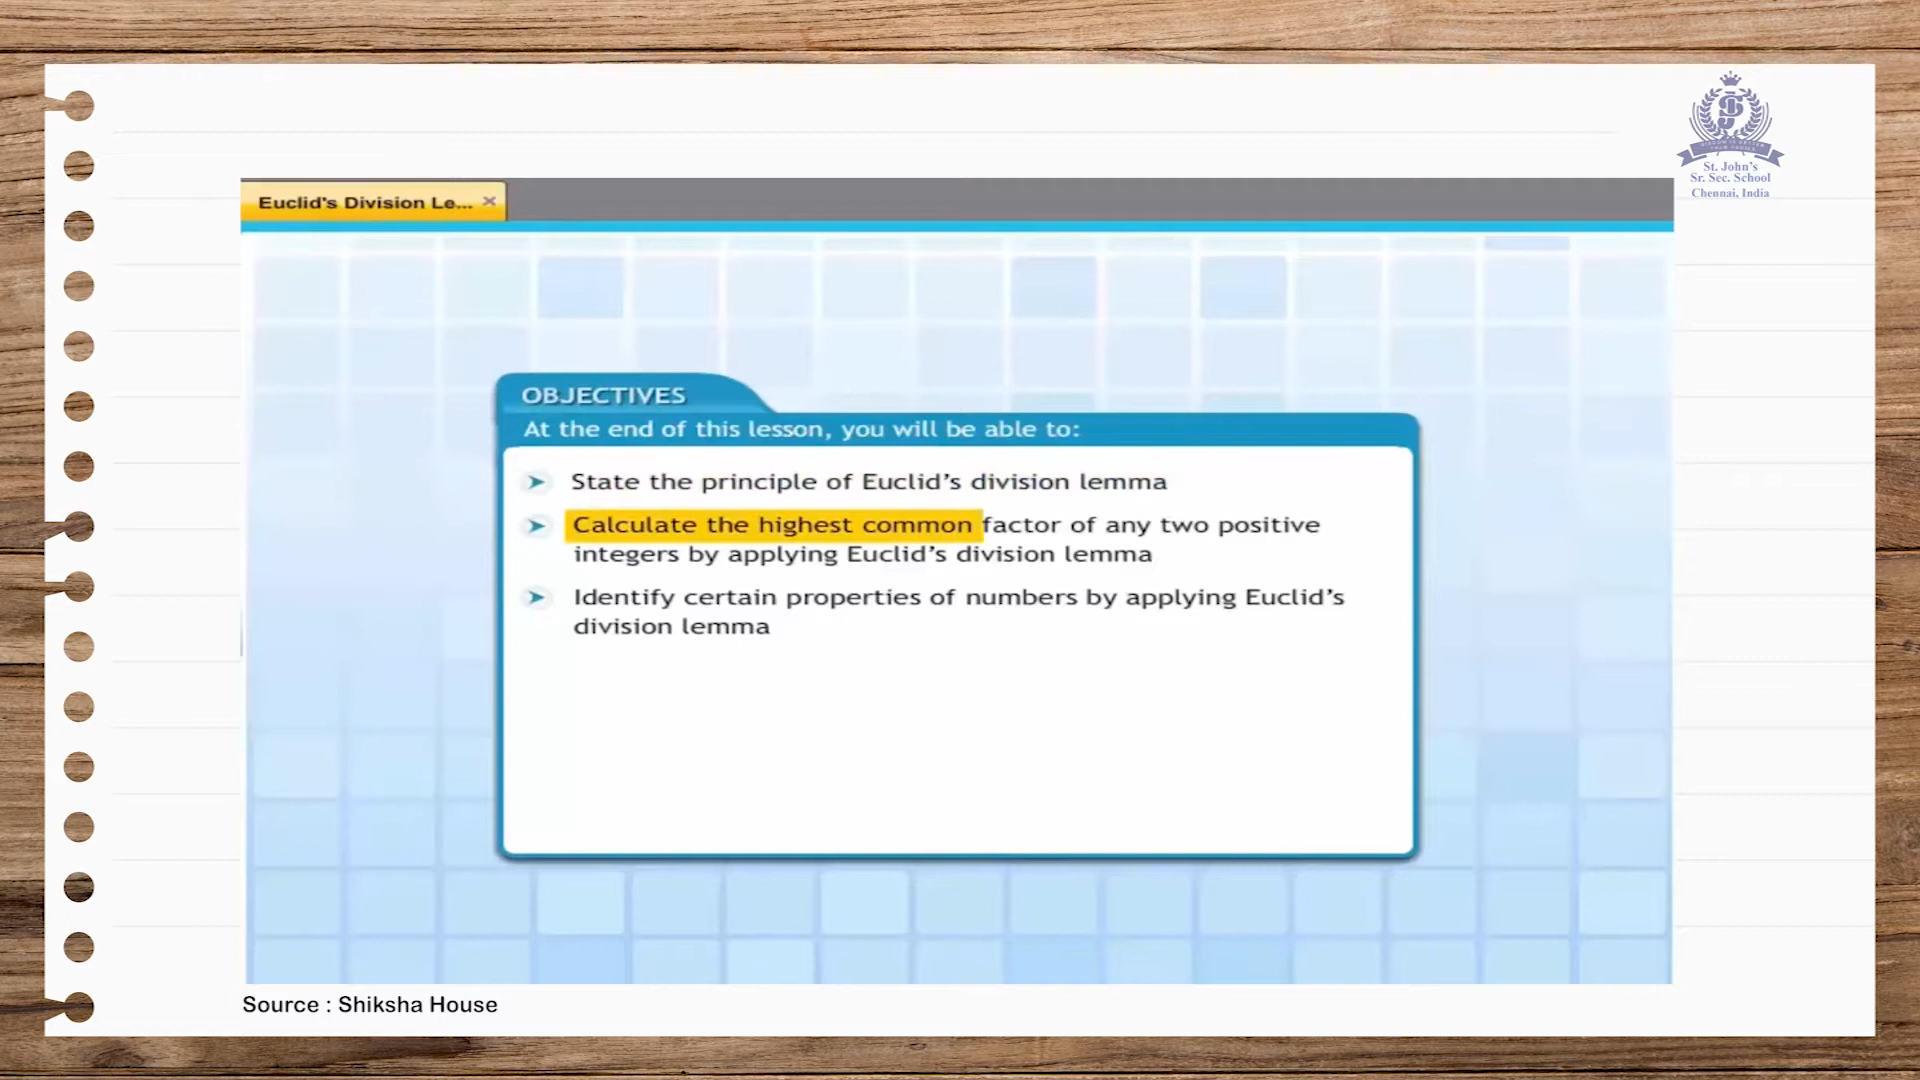 St. John's
Sr. Sec. School
Chennai, India
Euclid's Division Le...
OBJECTIVES
At the end of this lesson, you will be able to:
State the principle of Euclid's division lemma
Calculate the highest common factor of any two positive
integers by applying Euclid's division lemma
Identify certain properties of numbers by applying Euclid's
division lemma
Source : Shiksha House